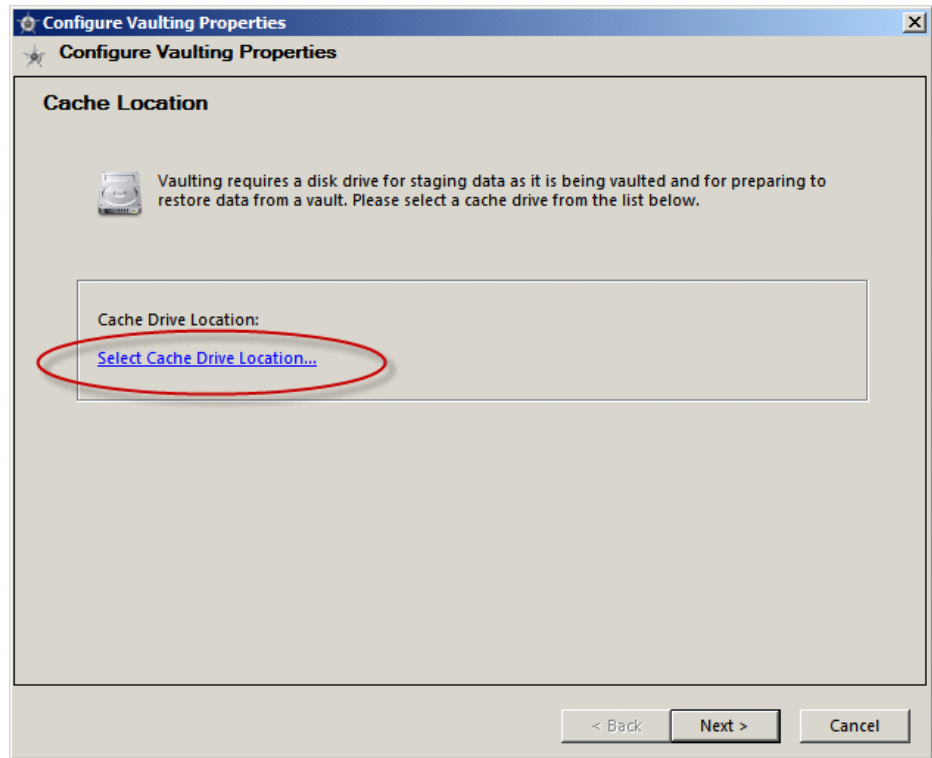 Configure Vaulting Properties
Configure Vaulting Properties
Cache Location
Vaulting requires a disk drive for staging data as it is being vaulted and for preparing to
restore data from a vault. Please select a cache drive from the list below.
Cache Drive Location:
Select Cache Drive Location...
< Back Next > Cancel